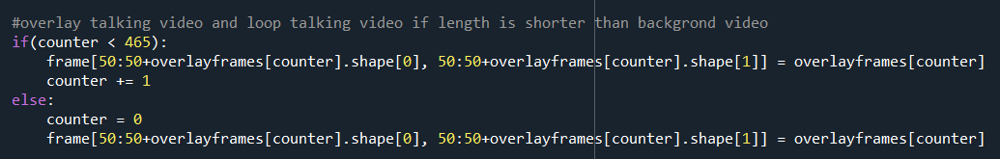 #overlay talking video and loop talking video if length is shorter than backgrond video
if(counter < 465):
    frame[50:50+overlayframes[counter].shape[0], 50:50+overlayframes[counter].shape[1]] = overlayframes[counter]
    counter += 1
else:
    counter = 0
    frame[50:50+overlayframes[counter].shape[0], 50:50+overlayframes[counter].shape[1]] = overlayframes[counter]